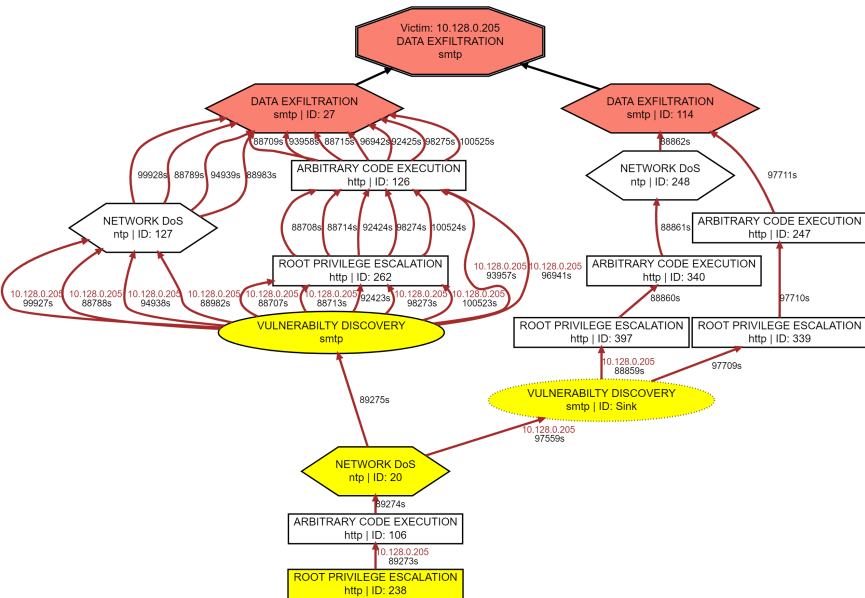 Victim: 10.128.0.205
DATA EXFILTRATION
smtp
DATA EXFILTRATION
smtp | ID: 27
DATA EXFILTRATION
smtp | ID: 114
88709s
93958s
88715s
96942s
92425s
98275s
100525s
88862s
99928s
88789s
94939s
88983s
ARBITRARY CODE EXECUTION
http | ID: 126
NETWORK DoS
ntp | ID: 248
97711s
NETWORK DoS
ntp | ID: 127
88708s
88714s
92424s
98274s
100524s
88861s
ARBITRARY CODE EXECUTION
http | ID: 247
ROOT PRIVILEGE ESCALATION
http | ID: 262
10.128.0.205
93957s
10.128.0.205
96941s
ARBITRARY CODE EXECUTION
http | ID: 340
10.128.0.205
99927s
10.128.0.205
88788s
10.128.0.205
94938s
10.128.0.205
88982s
10.128.0.205
88707s
10.128.0.205
88713s
92423s
10.128.0.205
98273s
10.128.0.205
100523s
88860s
97710s
VULNERABILTY DISCOVERY
smtp
ROOT PRIVILEGE ESCALATION
http | ID: 397
ROOT PRIVILEGE ESCALATION
http | ID: 339
10.128.0.205
88859s
97709s
89275s
VULNERABILTY DISCOVERY
smtp | ID: Sink
10.128.0.205
97559s
NETWORK DoS
ntp | ID: 20
89274s
ARBITRARY CODE EXECUTION
http | ID: 106
10.128.0.205
89273s
ROOT PRIVILEGE ESCALATION
http | ID: 238